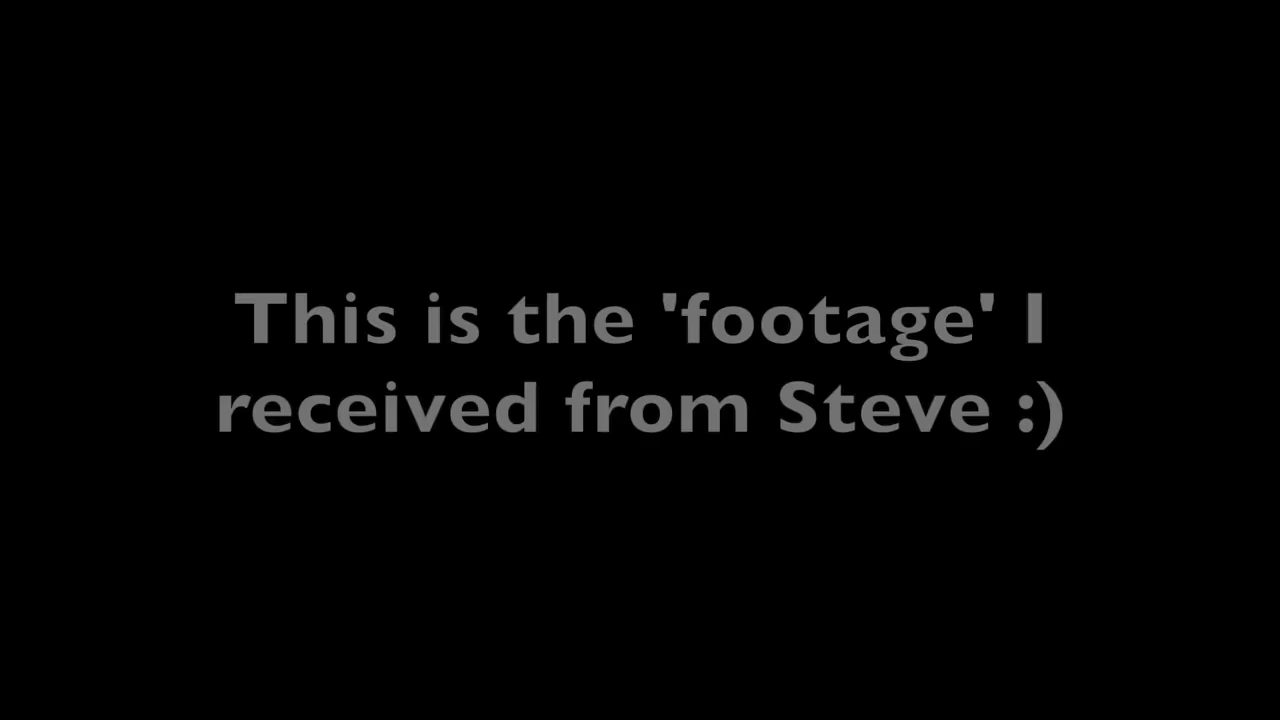 This is the 'footage' I
received from Steve :)